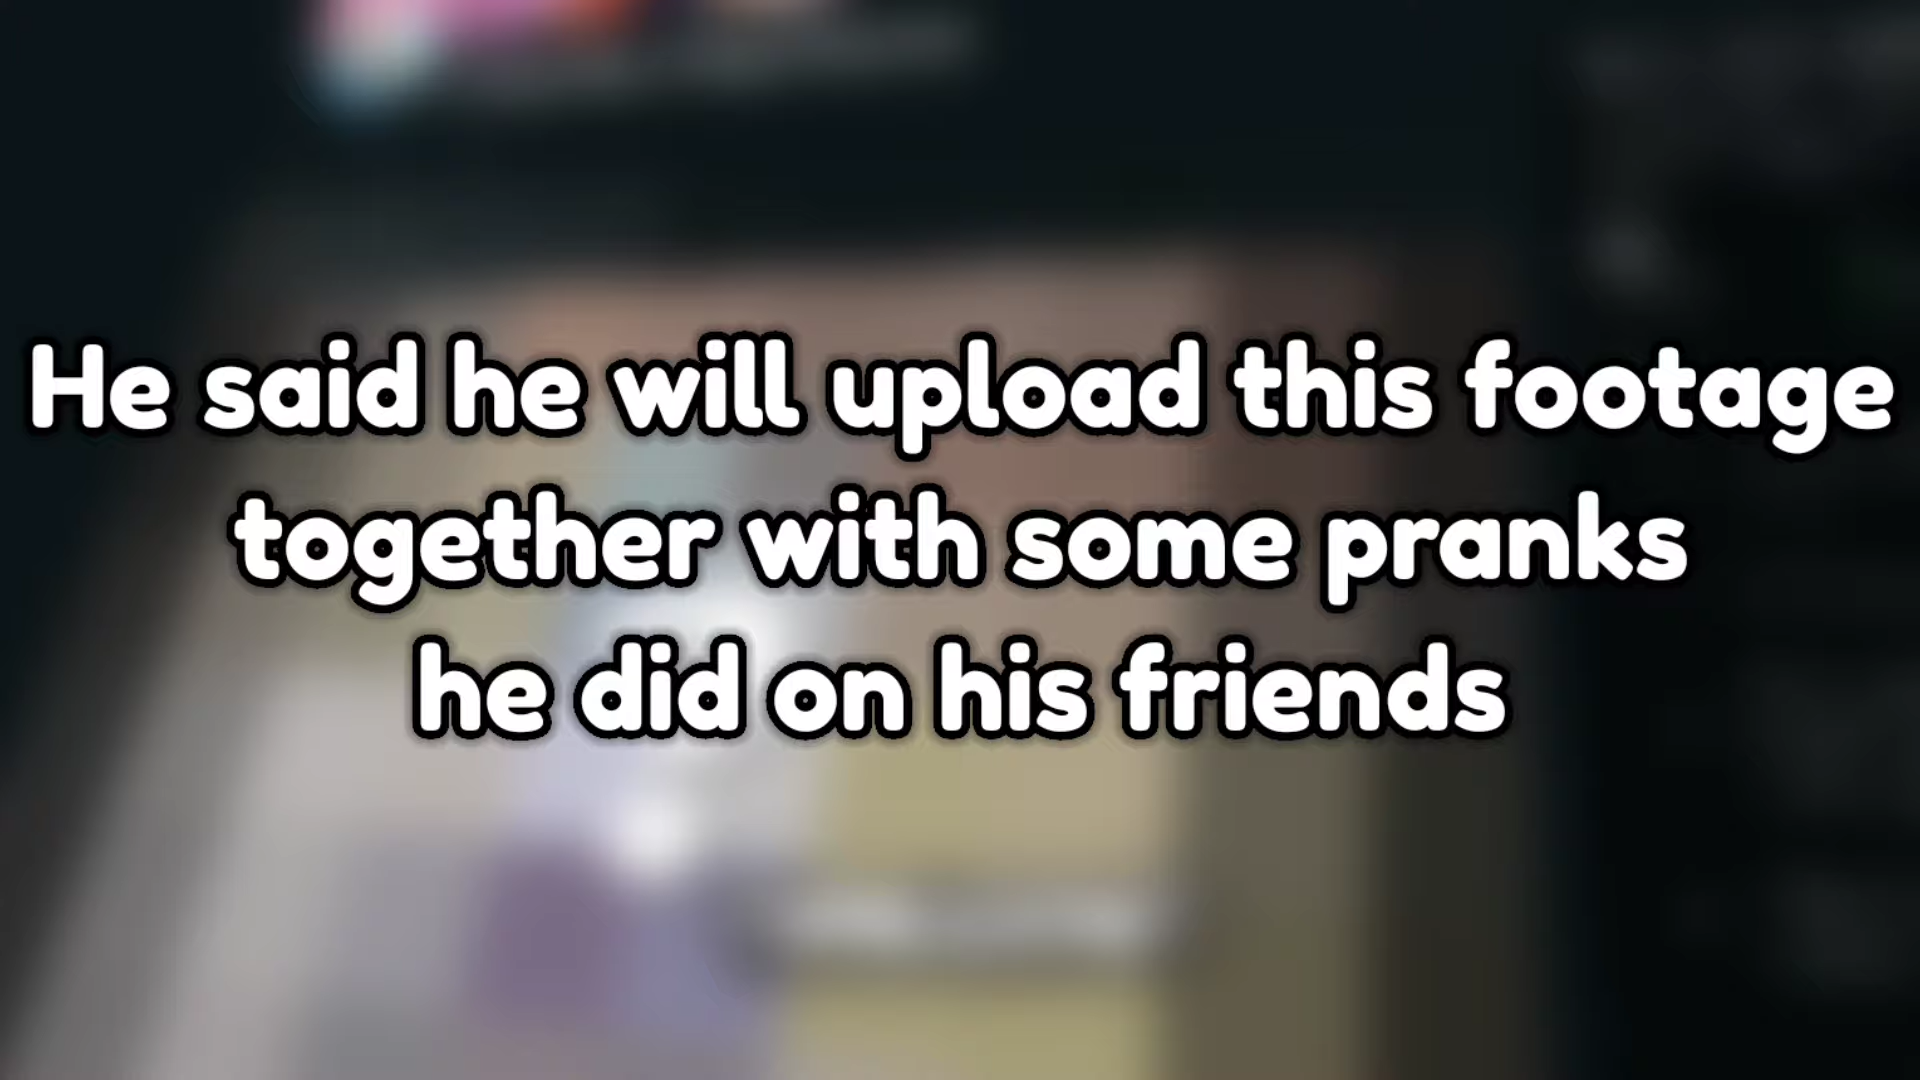 He said he will upload this footage
together with some pranks
he did on his friends